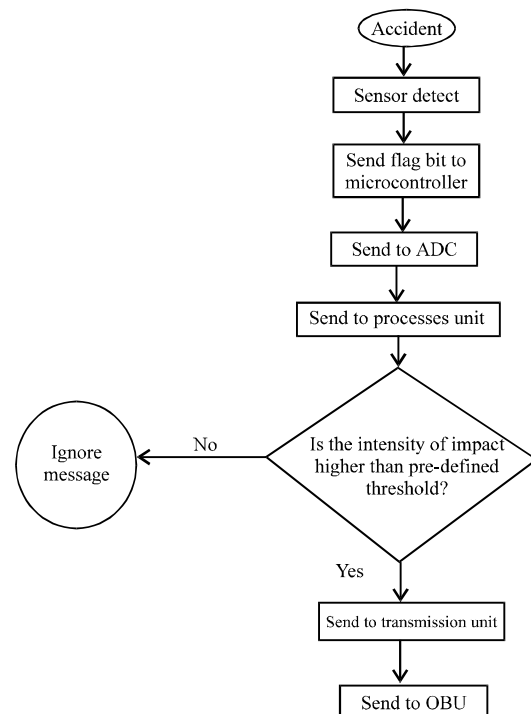 Accident
Sensor detect
Send flag bit to
microcontroller
Send to ADC
Send to processes unit
Is the intensity of impact
higher than pre-defined
threshold?
No
Ignore
message
Yes
Send to transmission unit
Send to OBU